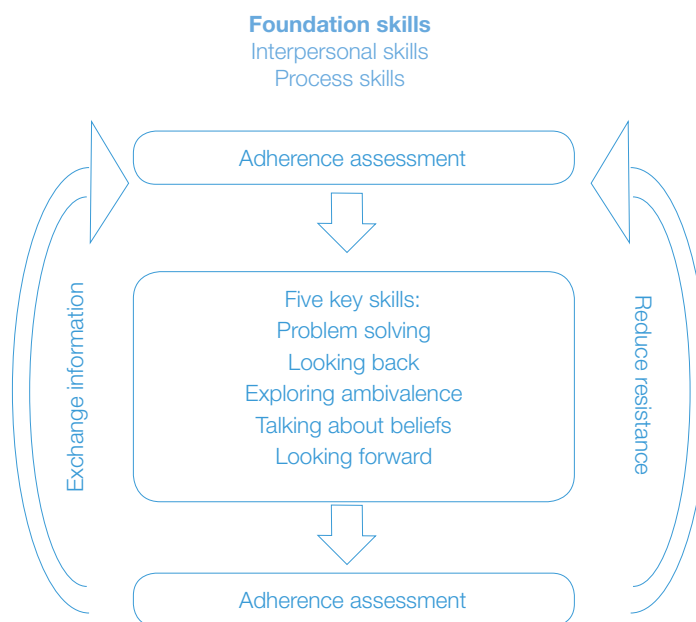 Foundation skills
Interpersonal skills
Process skills
Adherence assessment
Exchange information
Five key skills:
Problem solving
Looking back
Exploring ambivalence
Talking about beliefs
Looking forward
Reduce resistance
Adherence assessment